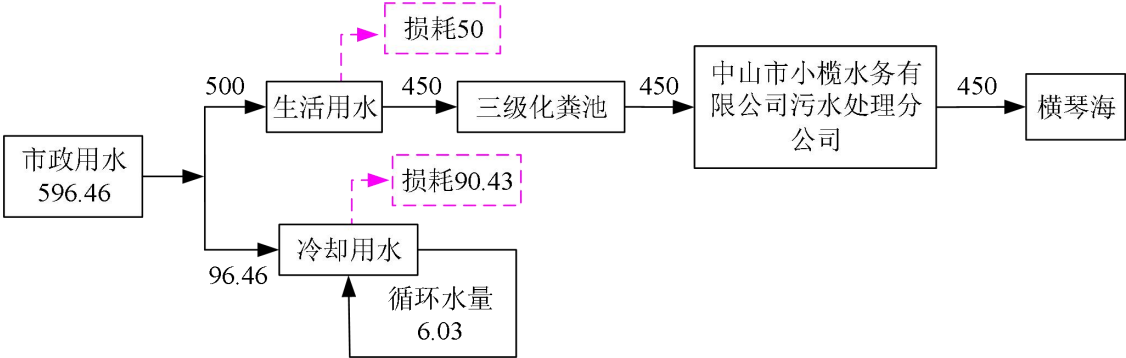 损耗50
500
生活用水
450
三级化粪池
450
中山市小榄水务有
限公司污水处理分
公司
450
横琴海
市政用水
596.46
损耗90.43
96.46
冷却用水
循环水量
6.03